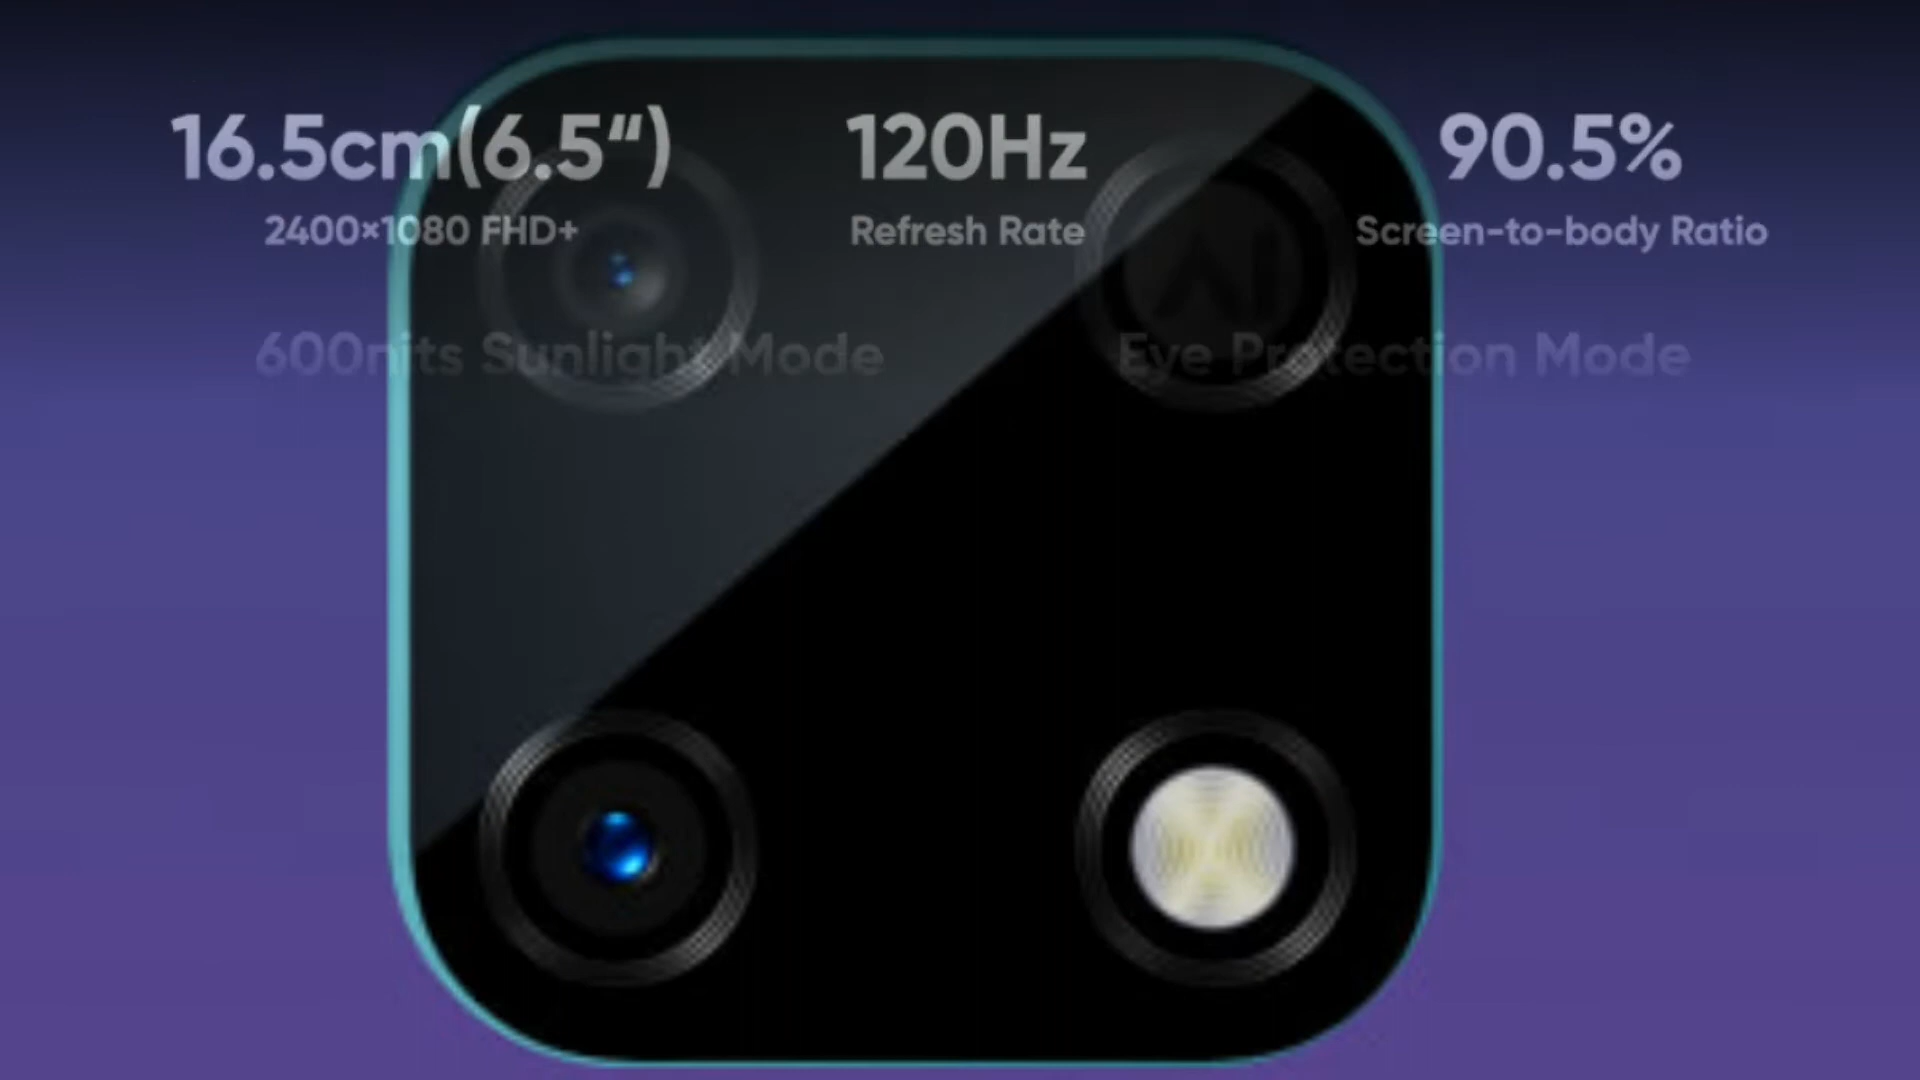 16.5cm(6.5“) 120Hz 90.5%
2400×1080 FHD+ Refresh Rate Screen-to-body Ratio
600nits Sunlight Mode Eye Protection Mode
AI